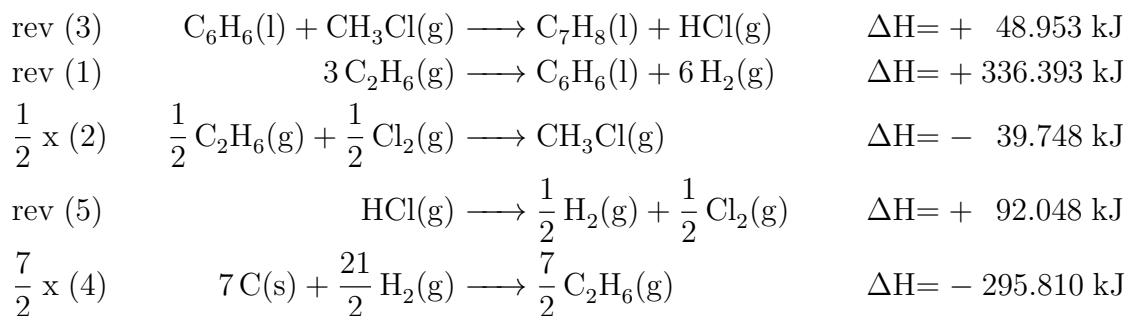 rev (3) C₆H₆(l) + CH₃Cl(g) ⟶ C₇H₈(l) + HCl(g) ΔH= + 48.953 kJ
rev (1) 3 C₂H₆(g) ⟶ C₆H₆(l) + 6 H₂(g) ΔH= + 336.393 kJ
1/2 x (2) 1/2 C₂H₆(g) + 1/2 Cl₂(g) ⟶ CH₃Cl(g) ΔH= − 39.748 kJ
rev (5) HCl(g) ⟶ 1/2 H₂(g) + 1/2 Cl₂(g) ΔH= + 92.048 kJ
7/2 x (4) 7 C(s) + 21/2 H₂(g) ⟶ 7/2 C₂H₆(g) ΔH= − 295.810 kJ